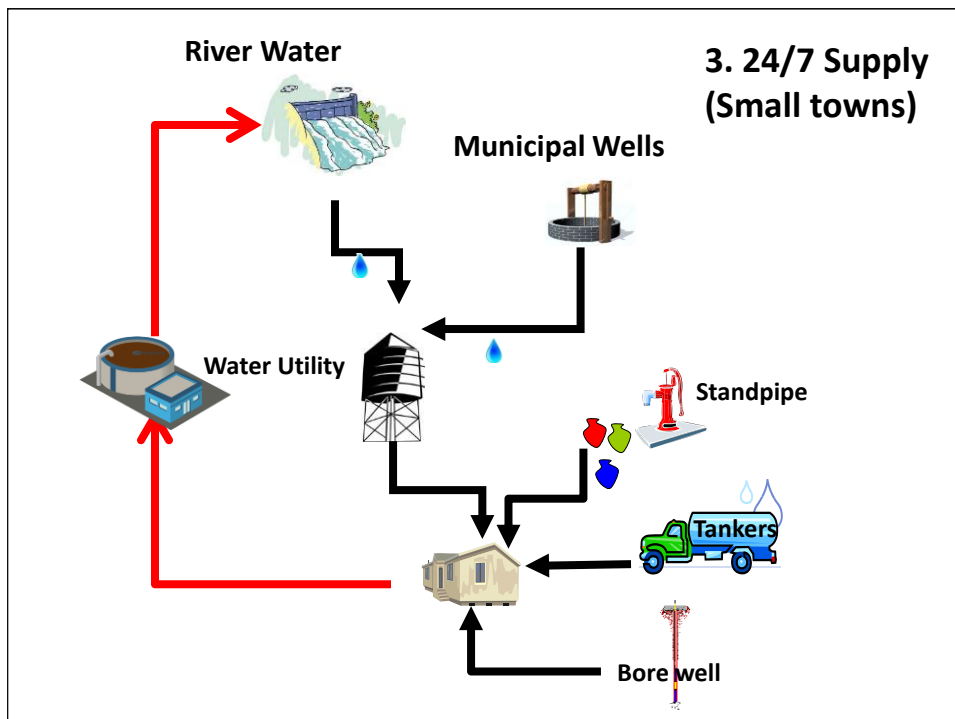 River Water
3. 24/7 Supply
(Small towns)
Municipal Wells
Water Utility
Standpipe
Tankers
Bore well